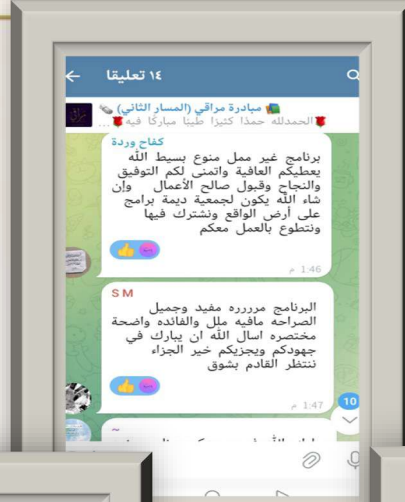 ١٤ تعليقا
مبادرة مراقي (المسار الثاني)
الحمدلله حمدًا كثيرًا طيبًا مباركًا فيه
كفاح وردة
برنامج غير ممل منوع بسيط الله
يعطيكم العافية واتمنى لكم التوفيق
والنجاح وقبول صالح الأعمال وإن
شاء الله يكون لجمعية ديمة برامج
على أرض الواقع ونشترك فيها
ونتطوع بالعمل معكم
1:46 م
S M
البرنامج مررره مفيد وجميل
الصراحه مافيه ملل والفائده واضحة
مختصره اسال الله ان يبارك في
جهودكم ويجزيكم خير الجزاء
ننتظر القادم بشوق
1:47 م
10